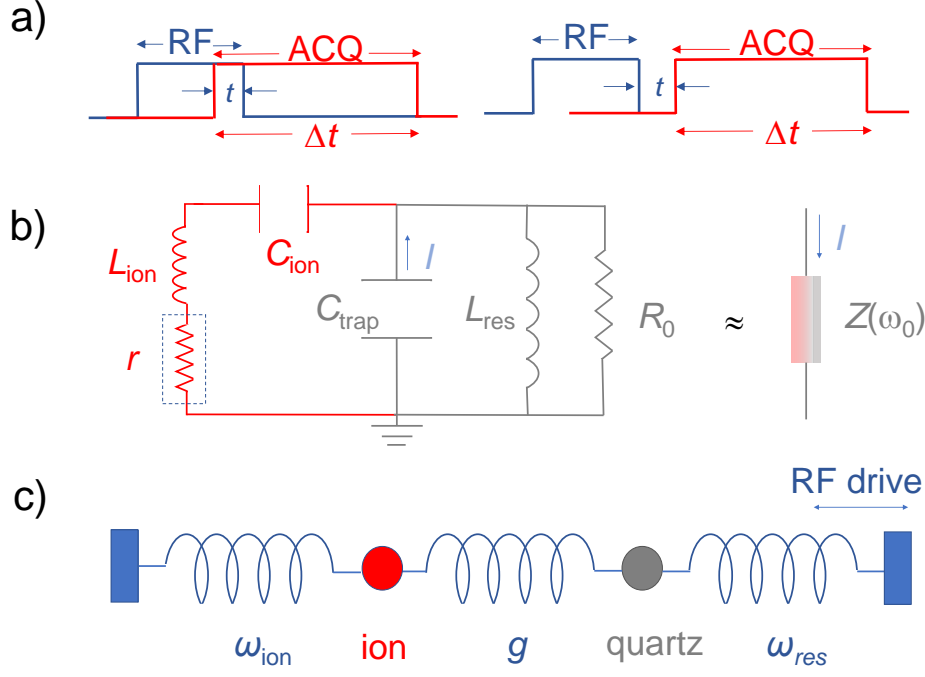 a)
RF ACQ RF ACQ
t t
Δt Δt
b)
I I
C_ion
L_ion
C_trap L_res R_0 ≈ Z(ω_0)
r
c)
RF drive
ω_ion ion g quartz ω_res